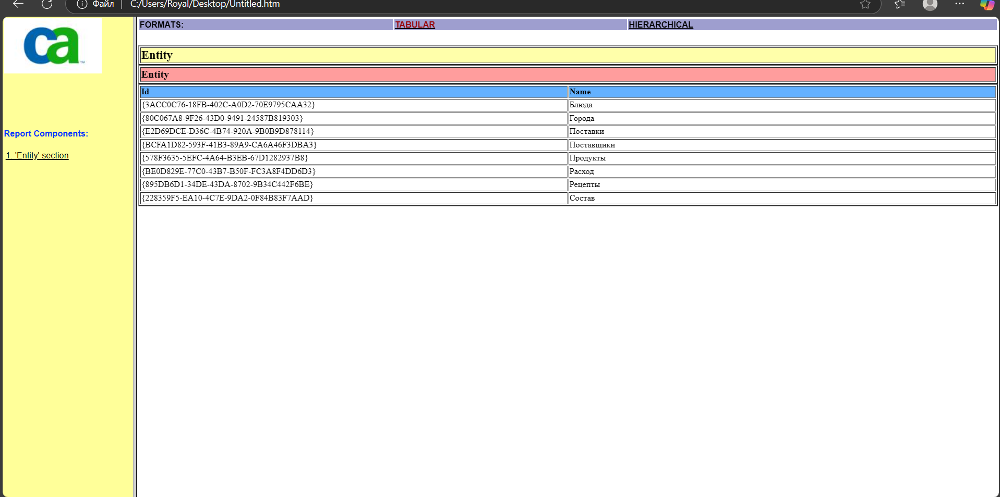 Файл C:/Users/Royal/Desktop/Untitled.htm
ca™
Report Components:
1. 'Entity' section
FORMATS: TABULAR HIERARCHICAL
Entity
Entity
Id Name
{3ACC0C76-18FB-402C-A0D2-70E9795CAA32} Блюда
{80C067A8-9F26-43D0-9491-24587B819303} Города
{E2D69DCE-D36C-4B74-920A-9B0B9D878114} Поставки
{BCFA1D82-593F-41B3-89A9-CA6A46F3DBA3} Поставщики
{578F3635-5EFC-4A64-B3EB-67D1282937B8} Продукты
{BE0D829E-77C0-43B7-B50F-FC3A8F4DD6D3} Расход
{895DB6D1-34DE-43DA-8702-9B34C442F6BE} Рецепты
{228359F5-EA10-4C7E-9DA2-0F84B83F7AAD} Состав